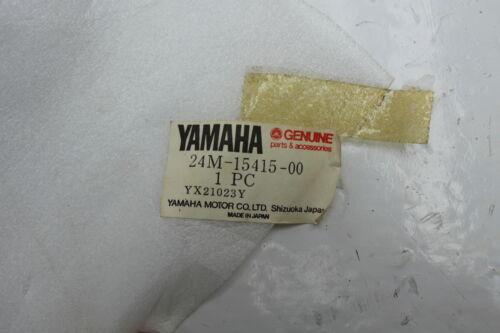 YAMAHA GENUINE
parts & accessories
24M-15415-00
1 PC
YX21023Y
YAMAHA MOTOR CO.LTD. Shizuoka Japan
MADE IN JAPAN